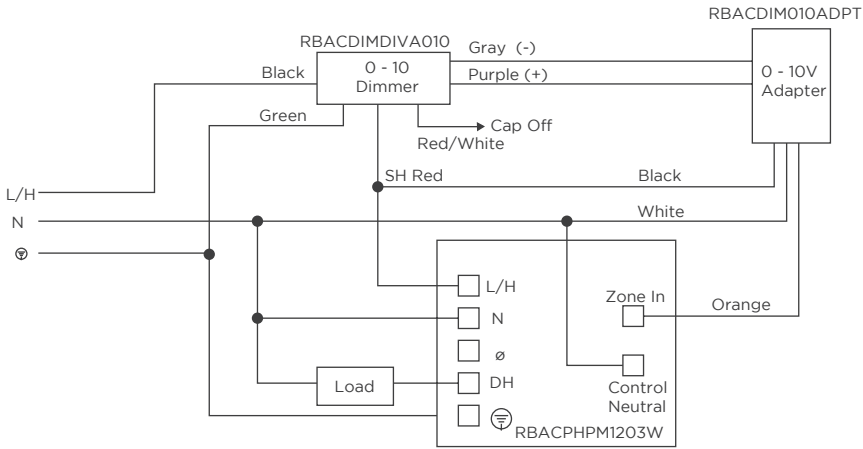 RBACDIM010ADPT
RBACDIMDIVA010
Gray (-)
0 - 10
Dimmer
Purple (+)
0 - 10V
Adapter
Black
Green
Cap Off
Red/White
SH Red
Black
L/H
White
N
L/H
Zone In
Orange
N
ø
DH
Load
Control
Neutral
RBACPHPM1203W